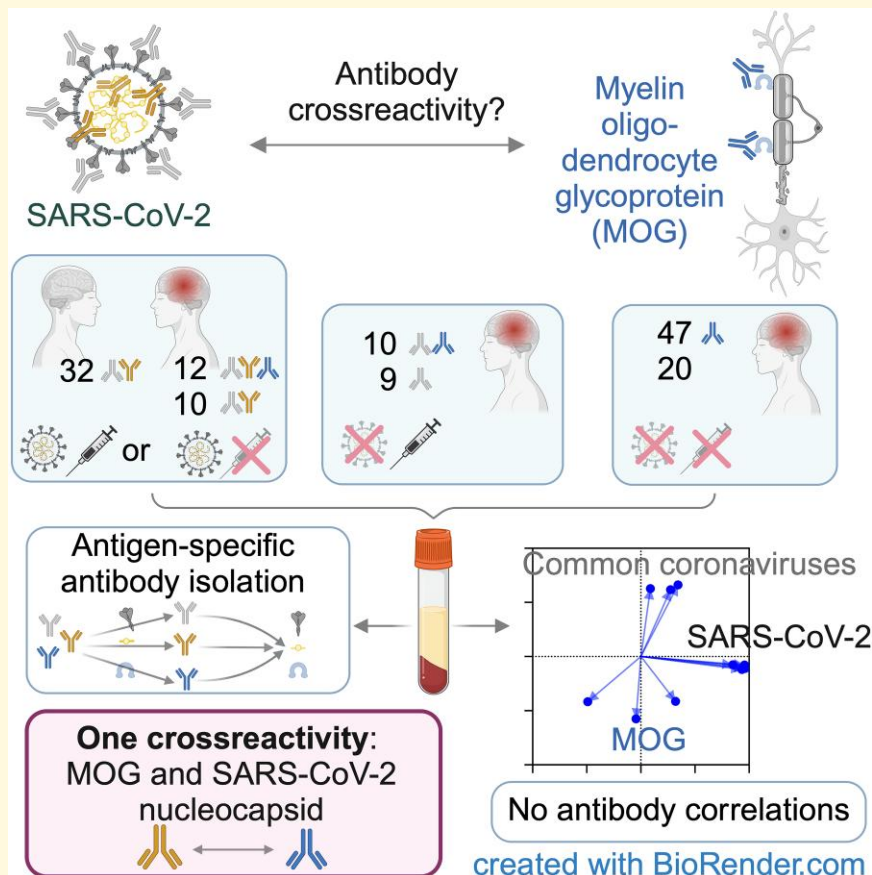 Antibody
crossreactivity?
SARS-CoV-2
Myelin
oligo-
dendrocyte
glycoprotein
(MOG)
32
12
10
or
10
9
47
20
Antigen-specific
antibody isolation
Common coronaviruses
SARS-CoV-2
MOG
One crossreactivity:
MOG and SARS-CoV-2
nucleocapsid
No antibody correlations
created with BioRender.com